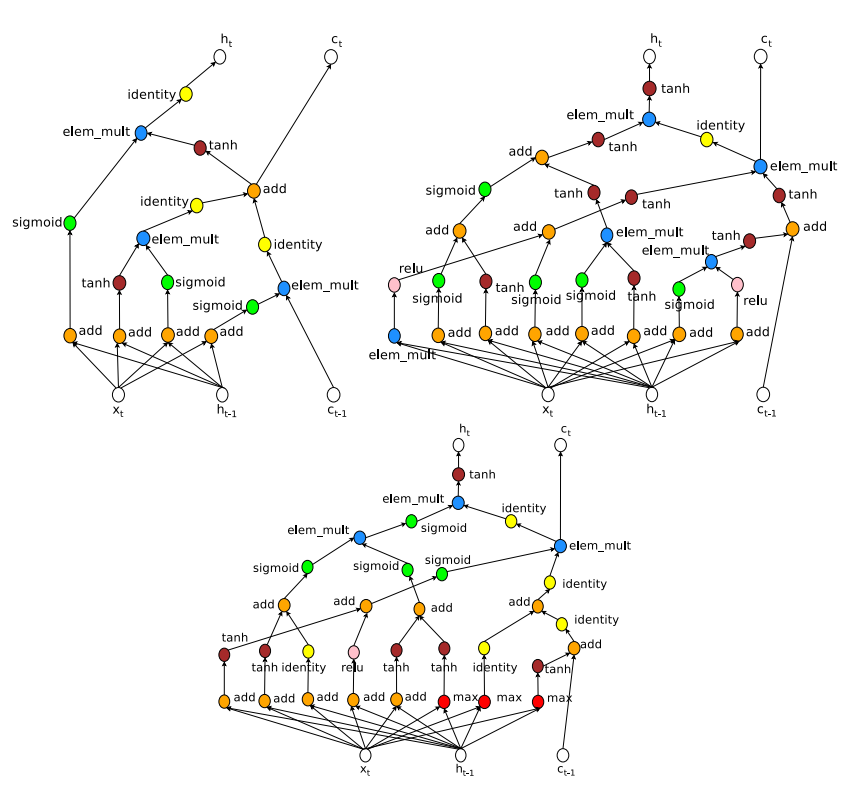 h_t c_t
identity
elem_mult
tanh
add
identity
sigmoid
elem_mult
identity
tanh sigmoid
elem_mult
sigmoid
add add add add
x_t h_t-1 c_t-1
h_t c_t
tanh
elem_mult
identity
tanh
add
elem_mult
sigmoid
tanh
tanh
tanh
add
add
elem_mult
add
tanh
elem_mult
relu
tanh
sigmoid
sigmoid
sigmoid
tanh
sigmoid
relu
add add add add add add add
elem_mult
x_t h_t-1 c_t-1
h_t c_t
tanh
elem_mult
identity
sigmoid
elem_mult
elem_mult
sigmoid
sigmoid
sigmoid
identity
add
add
add
add
identity
tanh
add
tanh identity relu tanh tanh identity tanh
add add add add add max max max
x_t h_t-1 c_t-1